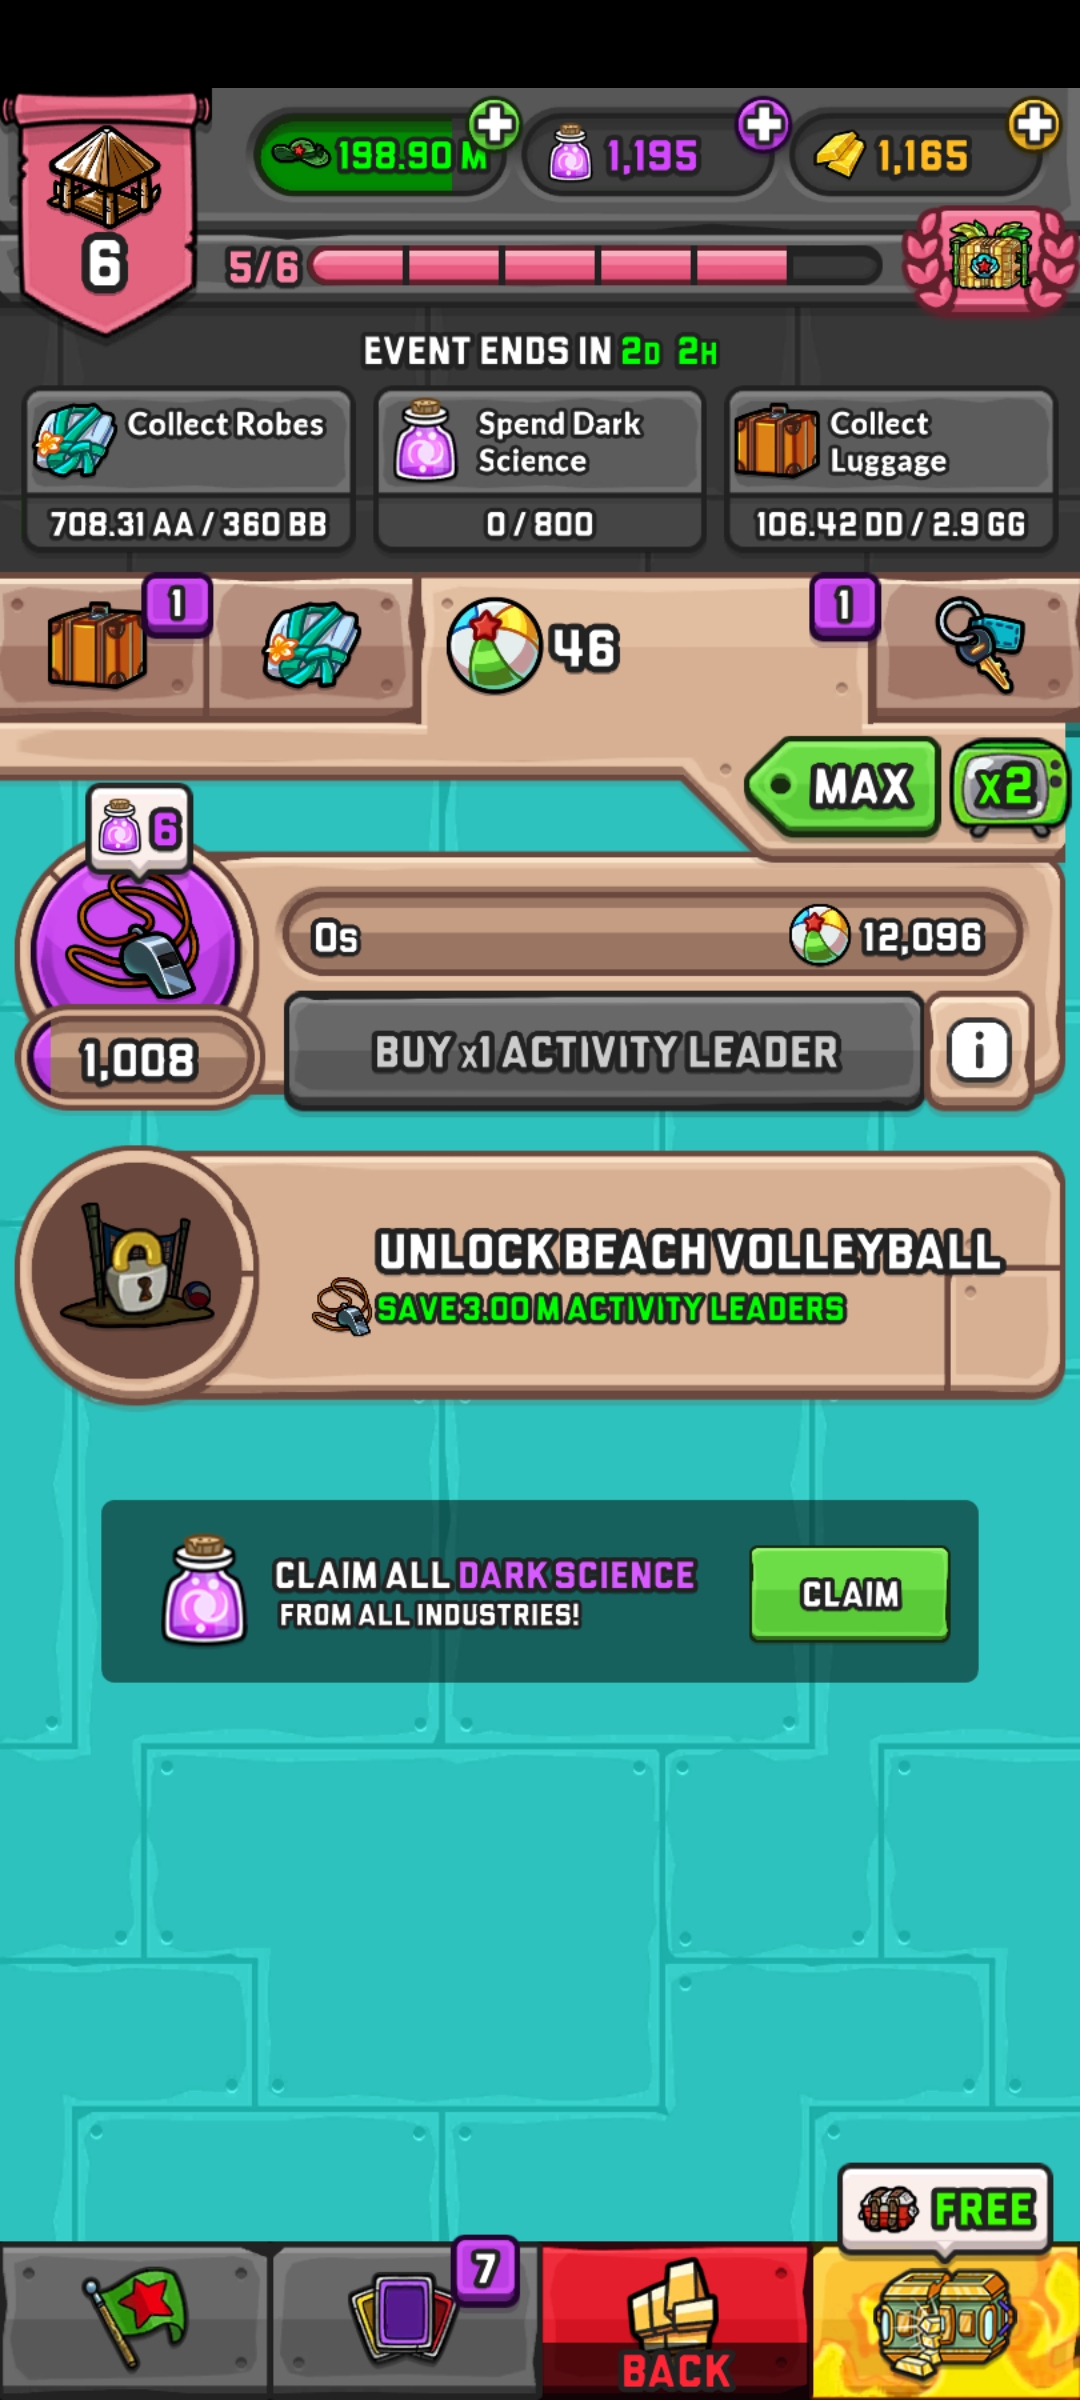 198.90 M
1,195
1,165
6
5/6
EVENT ENDS IN 2D 2H
Collect Robes
708.31 AA / 360 BB
Spend Dark
Science
0 / 800
Collect
Luggage
106.42 DD / 2.9 GG
1
46
1
MAX
x2
6
0s
12,096
1,008
BUY x1 ACTIVITY LEADER
i
UNLOCK BEACH VOLLEYBALL
SAVE 3.00 M ACTIVITY LEADERS
CLAIM ALL DARK SCIENCE
FROM ALL INDUSTRIES!
CLAIM
FREE
7
BACK